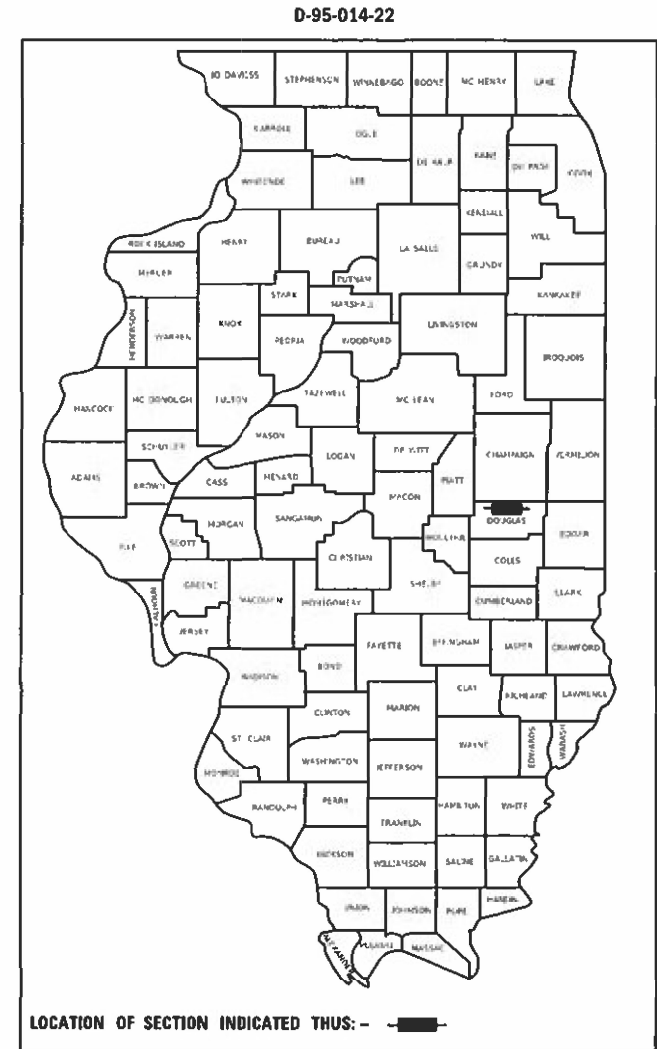 D-95-014-22
JO DAVIESS STEPHENSON WINNEBAGO BOONE MC HENRY LAKE
CARROLL OGLE
DE KALB KANE DU PAGE COOK
WHITESIDE LEE
KENDALL
ROCK ISLAND HENRY BUREAU LA SALLE WILL
MERCER PUTNAM GRUNDY
STARK MARSHALL KANKAKEE
HENDERSON WARREN KNOX PEORIA WOODFORD LIVINGSTON
IROQUOIS
HANCOCK MC DONOUGH FULTON TAZEWELL MC LEAN FORD
MASON
SCHUYLER LOGAN DE WITT CHAMPAIGN VERMILION
ADAMS BROWN CASS MENARD PIATT
MACON
PIKE SCOTT MORGAN SANGAMON DOUGLAS
MOULTRIE EDGAR
CHRISTIAN COLES
CALHOUN GREENE MACOUPIN MONTGOMERY SHELBY CUMBERLAND CLARK
JERSEY FAYETTE EFFINGHAM JASPER CRAWFORD
MADISON BOND
CLAY RICHLAND LAWRENCE
CLINTON MARION
ST. CLAIR WAYNE EDWARDS WABASH
WASHINGTON JEFFERSON
MONROE
RANDOLPH PERRY HAMILTON WHITE
FRANKLIN
JACKSON WILLIAMSON SALINE GALLATIN
UNION JOHNSON POPE HARDIN
ALEXANDER PULASKI MASSAC
LOCATION OF SECTION INDICATED THUS: -